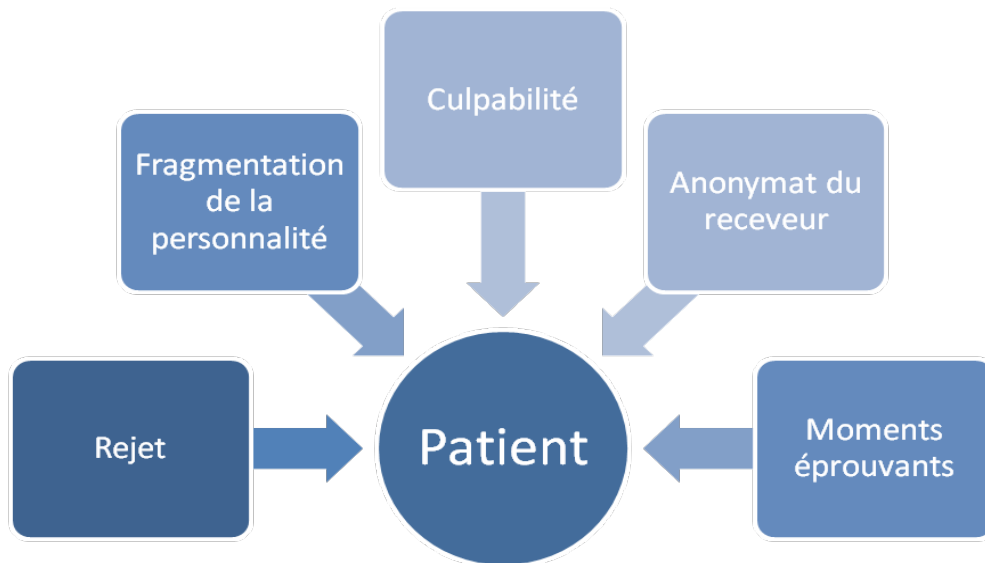 Culpabilité
Fragmentation
de la
personnalité
Anonymat du
receveur
Rejet
Patient
Moments
éprouvants